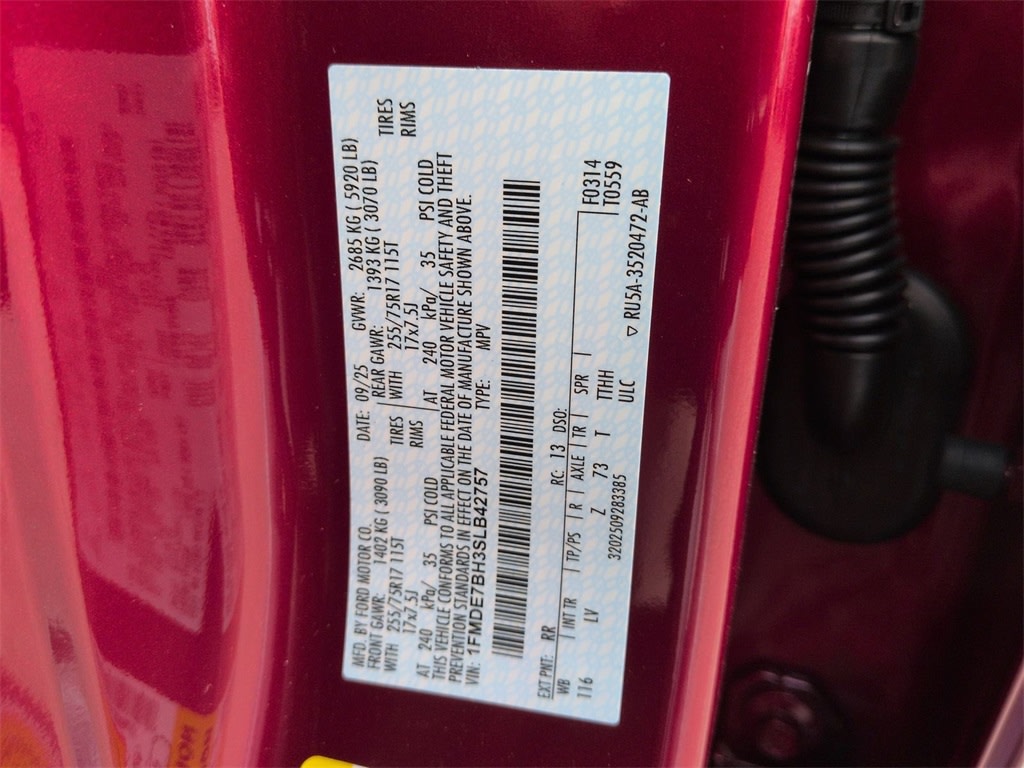 MFD. BY FORD MOTOR CO.
DATE: 09/25 GVWR: 2685 KG ( 5920 LB)
FRONT GAWR: 1402 KG ( 3090 LB) REAR GAWR: 1393 KG ( 3070 LB)
WITH 255/75R17 115T TIRES WITH 255/75R17 115T TIRES
17x7.5J RIMS 17x7.5J RIMS
AT 240 kPa/ 35 PSI COLD AT 240 kPa/ 35 PSI COLD
THIS VEHICLE CONFORMS TO ALL APPLICABLE FEDERAL MOTOR VEHICLE SAFETY AND THEFT
PREVENTION STANDARDS IN EFFECT ON THE DATE OF MANUFACTURE SHOWN ABOVE.
VIN: 1FMDE7BH3SLB42757 TYPE: MPV
EXT PNT: RR RC: 13 DSO: F0314
WB INT TR TP/PS R AXLE TR SPR T0559
116 LV Z 73 T TTHH
ULC
3202509283385
▽ RU5A-3520472-AB